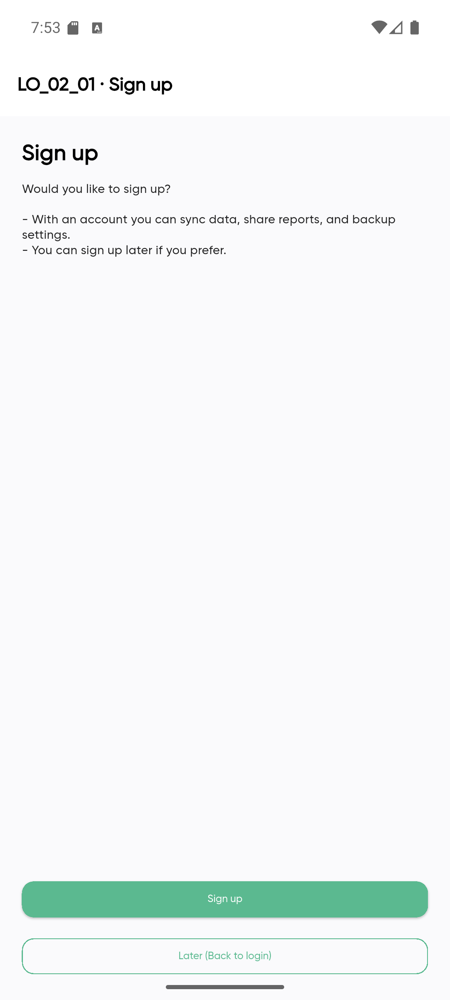 7:53
LO_02_01 · Sign up
Sign up
Would you like to sign up?
- With an account you can sync data, share reports, and backup
settings.
- You can sign up later if you prefer.
Sign up
Later (Back to login)